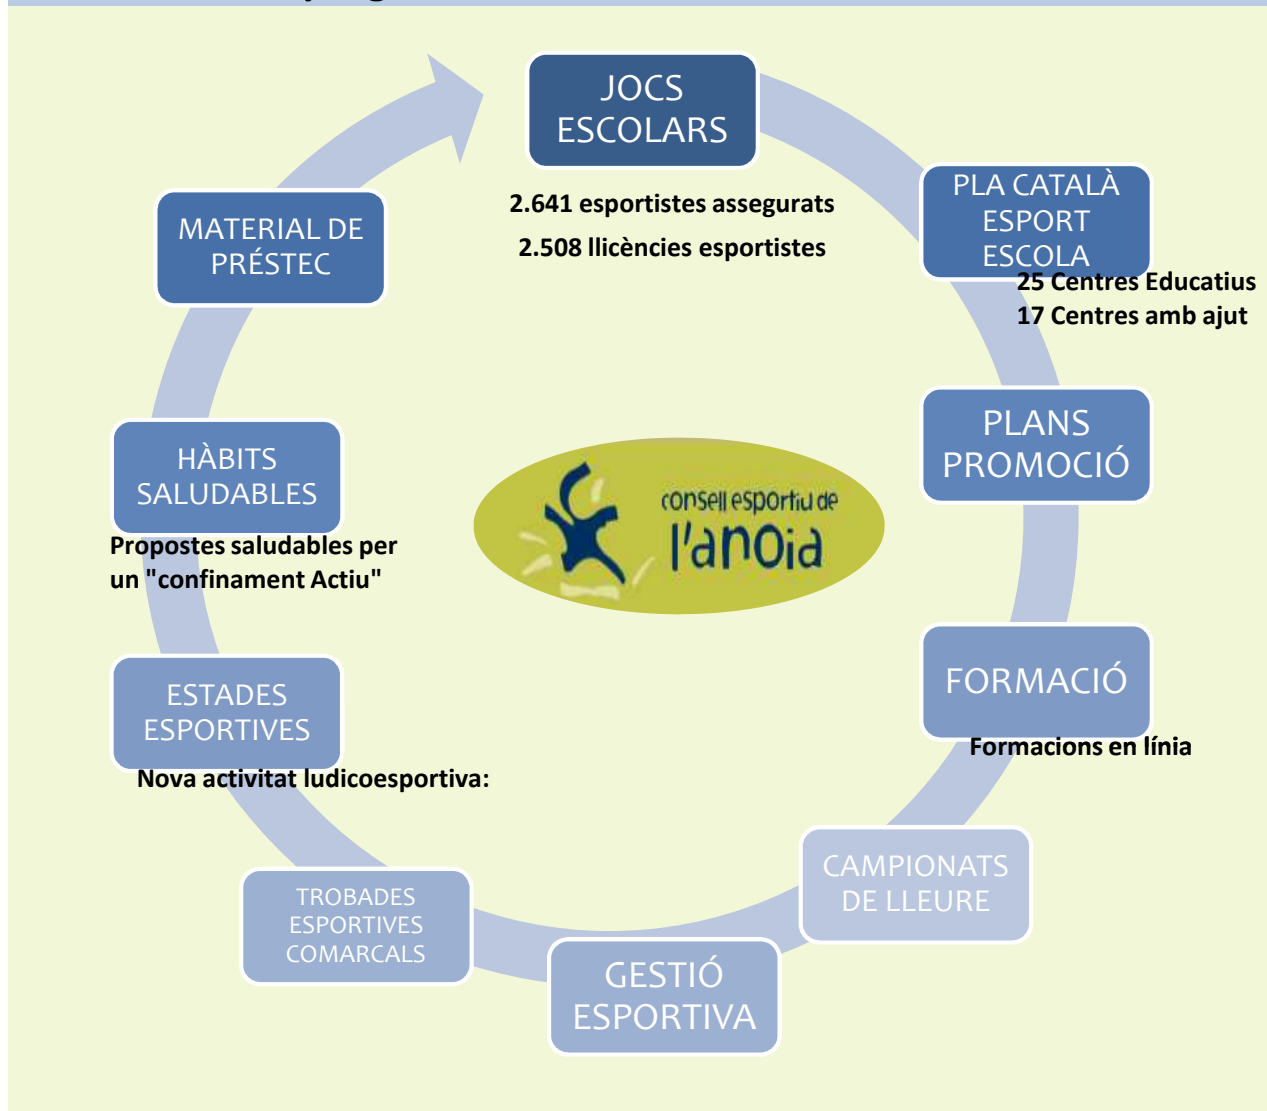 JOCS
ESCOLARS
2.641 esportistes assegurats
2.508 llicències esportistes
PLA CATALÀ
ESPORT
ESCOLA
25 Centres Educatius
17 Centres amb ajut
PLANS
PROMOCIÓ
FORMACIÓ
Formacions en línia
CAMPIONATS
DE LLEURE
GESTIÓ
ESPORTIVA
TROBADES
ESPORTIVES
COMARCALS
ESTADES
ESPORTIVES
Nova activitat ludicoesportiva:
HÀBITS
SALUDABLES
Propostes saludables per
un "confinament Actiu"
MATERIAL DE
PRÉSTEC
consell esportiu de
l'anoia